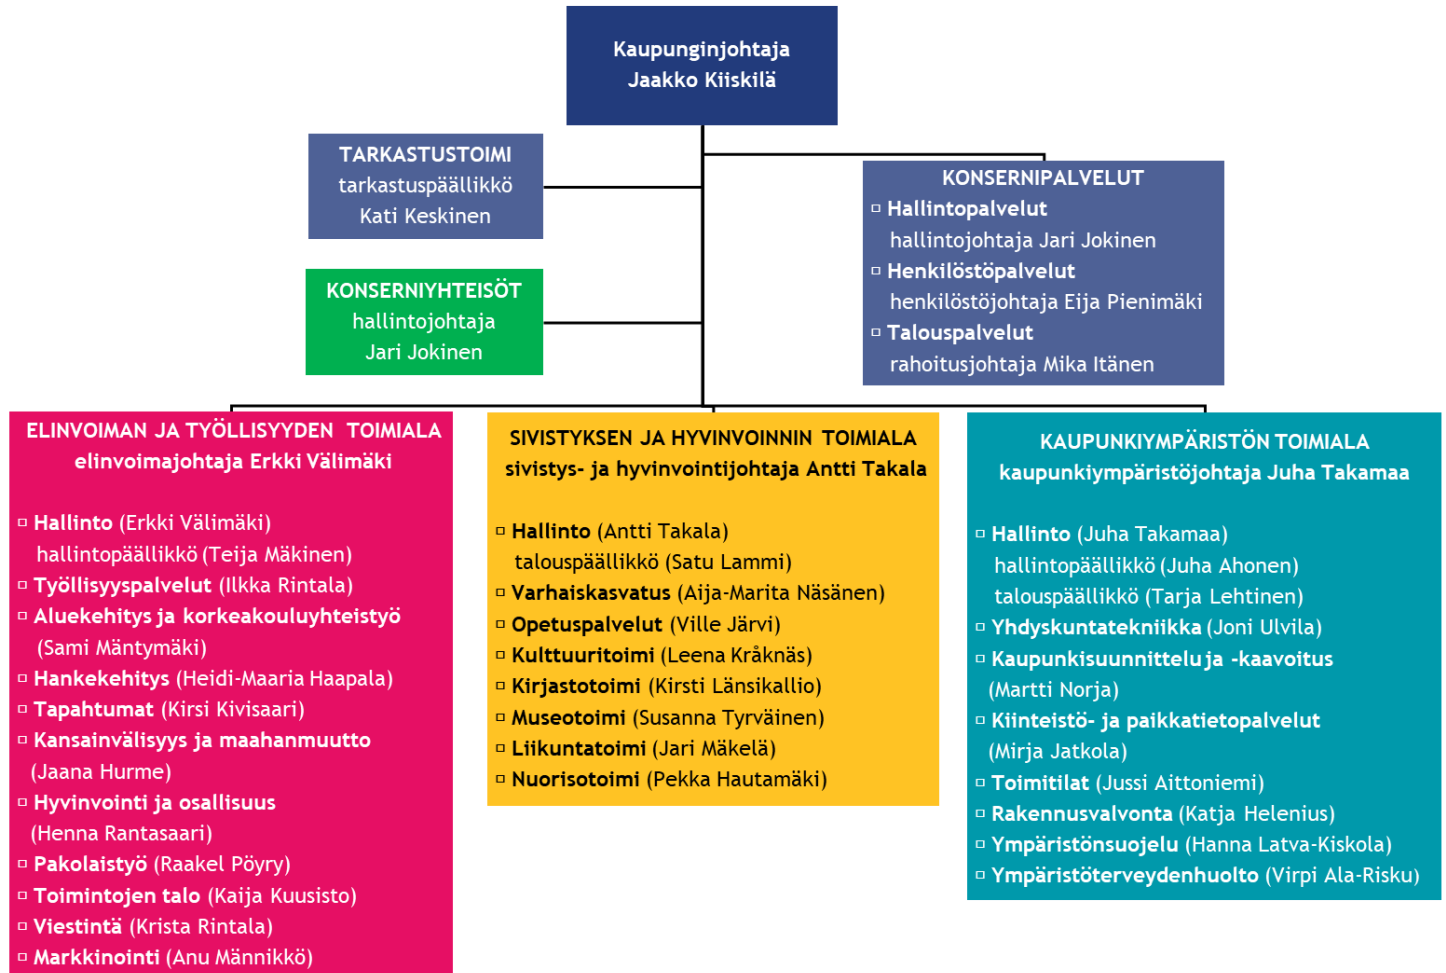 Kaupunginjohtaja
Jaakko Kiiskilä
TARKASTUSTOIMI
tarkastuspäällikkö
Kati Keskinen
KONSERNIPALVELUT
▫ Hallintopalvelut
hallintojohtaja Jari Jokinen
▫ Henkilöstöpalvelut
henkilöstöjohtaja Eija Pienimäki
▫ Talouspalvelut
rahoitusjohtaja Mika Itänen
KONSERNIYHTEISÖT
hallintojohtaja
Jari Jokinen
ELINVOIMAN JA TYÖLLISYYDEN TOIMIALA
elinvoimajohtaja Erkki Välimäki
▫ Hallinto (Erkki Välimäki)
hallintopäällikkö (Teija Mäkinen)
▫ Työllisyyspalvelut (Ilkka Rintala)
▫ Aluekehitys ja korkeakouluyhteistyö
(Sami Mäntymäki)
▫ Hankekehitys (Heidi-Maaria Haapala)
▫ Tapahtumat (Kirsi Kivisaari)
▫ Kansainvälisyys ja maahanmuutto
(Jaana Hurme)
▫ Hyvinvointi ja osallisuus
(Henna Rantasaari)
▫ Pakolaistyö (Raakel Pöyry)
▫ Toimintojen talo (Kaija Kuusisto)
▫ Viestintä (Krista Rintala)
▫ Markkinointi (Anu Männikkö)
SIVISTYKSEN JA HYVINVOINNIN TOIMIALA
sivistys- ja hyvinvointijohtaja Antti Takala
▫ Hallinto (Antti Takala)
talouspäällikkö (Satu Lammi)
▫ Varhaiskasvatus (Aija-Marita Näsänen)
▫ Opetuspalvelut (Ville Järvi)
▫ Kulttuuritoimi (Leena Kråknäs)
▫ Kirjastotoimi (Kirsti Länsikallio)
▫ Museotoimi (Susanna Tyrväinen)
▫ Liikuntatoimi (Jari Mäkelä)
▫ Nuorisotoimi (Pekka Hautamäki)
KAUPUNKIYMPÄRISTÖN TOIMIALA
kaupunkiympäristöjohtaja Juha Takamaa
▫ Hallinto (Juha Takamaa)
hallintopäällikkö (Juha Ahonen)
talouspäällikkö (Tarja Lehtinen)
▫ Yhdyskuntatekniikka (Joni Ulvila)
▫ Kaupunkisuunnittelu ja -kaavoitus
(Martti Norja)
▫ Kiinteistö- ja paikkatietopalvelut
(Mirja Jatkola)
▫ Toimitilat (Jussi Aittoniemi)
▫ Rakennusvalvonta (Katja Helenius)
▫ Ympäristönsuojelu (Hanna Latva-Kiskola)
▫ Ympäristöterveydenhuolto (Virpi Ala-Risku)